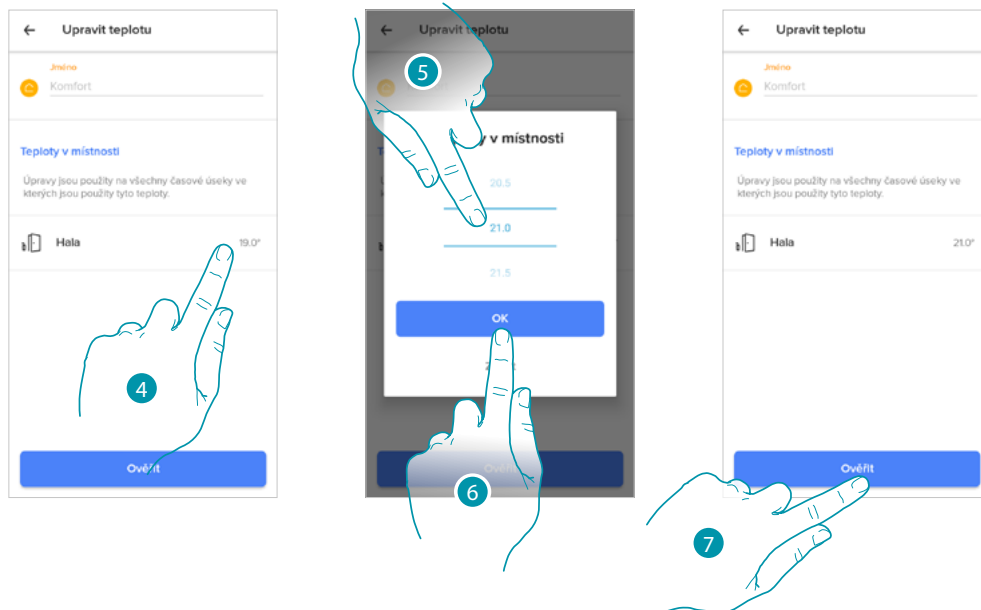 Upravit teplotu
Jméno
Komfort
Teploty v místnosti
Úpravy jsou použity na všechny časové úseky ve
kterých jsou použity tyto teploty.
Hala
19.0°
4
Ověřit
Upravit teplotu
5
v místnosti
20.5
21.0
21.5
OK
6
Upravit teplotu
Jméno
Komfort
Teploty v místnosti
Úpravy jsou použity na všechny časové úseky ve
kterých jsou použity tyto teploty.
Hala
21.0°
Ověřit
7